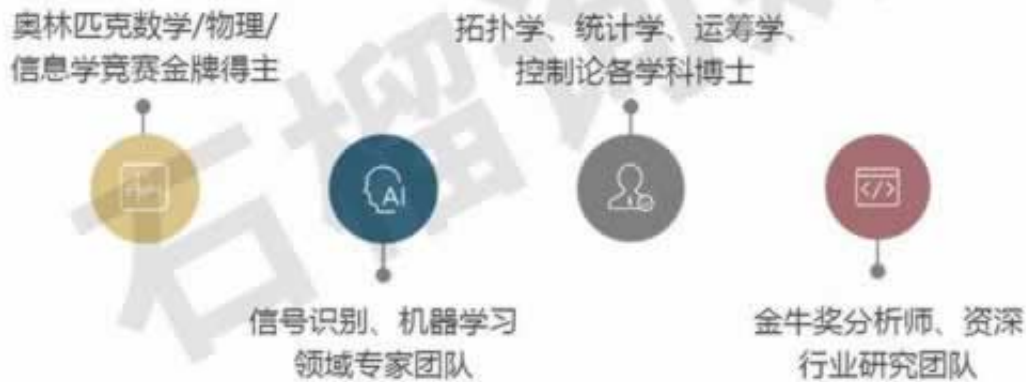 奥林匹克数学/物理/
信息学竞赛金牌得主
拓扑学、统计学、运筹学、
控制论各学科博士
AI
</>
信号识别、机器学习
领域专家团队
金牛奖分析师、资深
行业研究团队
石榴